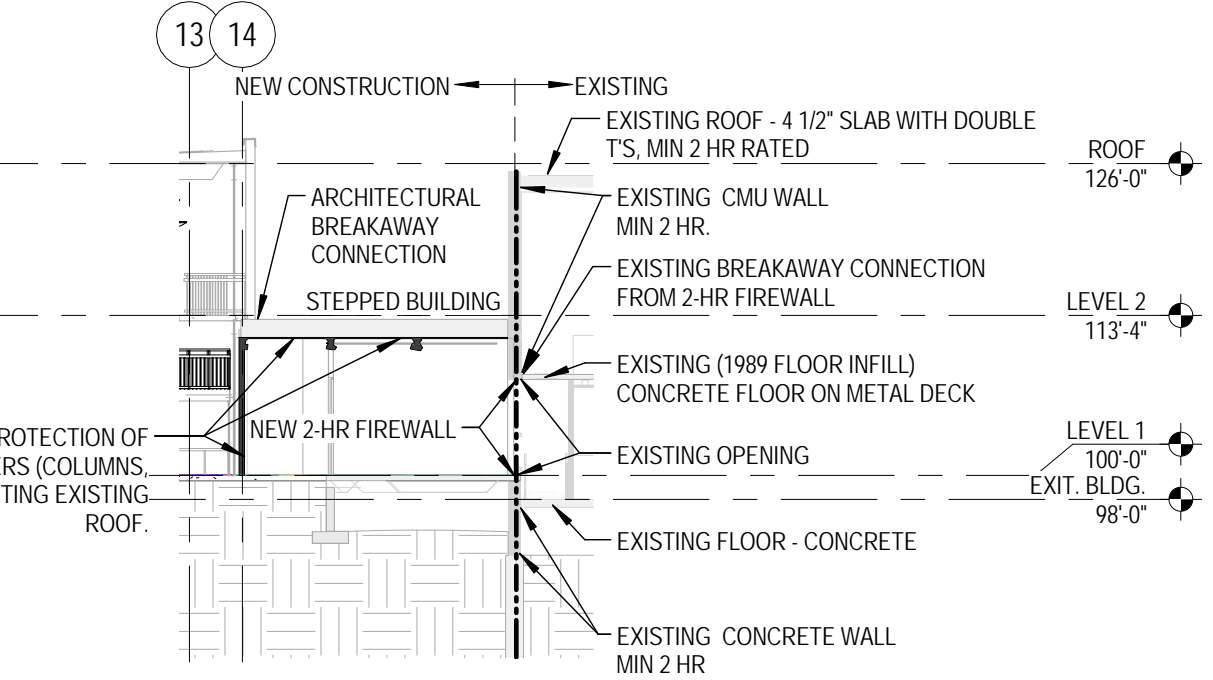 13 14
NEW CONSTRUCTION EXISTING
EXISTING ROOF - 4 1/2" SLAB WITH DOUBLE
T'S, MIN 2 HR RATED
ROOF
126'-0"
ARCHITECTURAL
BREAKAWAY
CONNECTION
EXISTING CMU WALL
MIN 2 HR.
EXISTING BREAKAWAY CONNECTION
FROM 2-HR FIREWALL
STEPPED BUILDING
LEVEL 2
113'-4"
EXISTING (1989 FLOOR INFILL)
CONCRETE FLOOR ON METAL DECK
NEW 2-HR FIREWALL
EXISTING OPENING
LEVEL 1
100'-0"
EXIT. BLDG.
98'-0"
ROTECTION OF
ERS (COLUMNS,
TING EXISTING
ROOF.
EXISTING FLOOR - CONCRETE
EXISTING CONCRETE WALL
MIN 2 HR